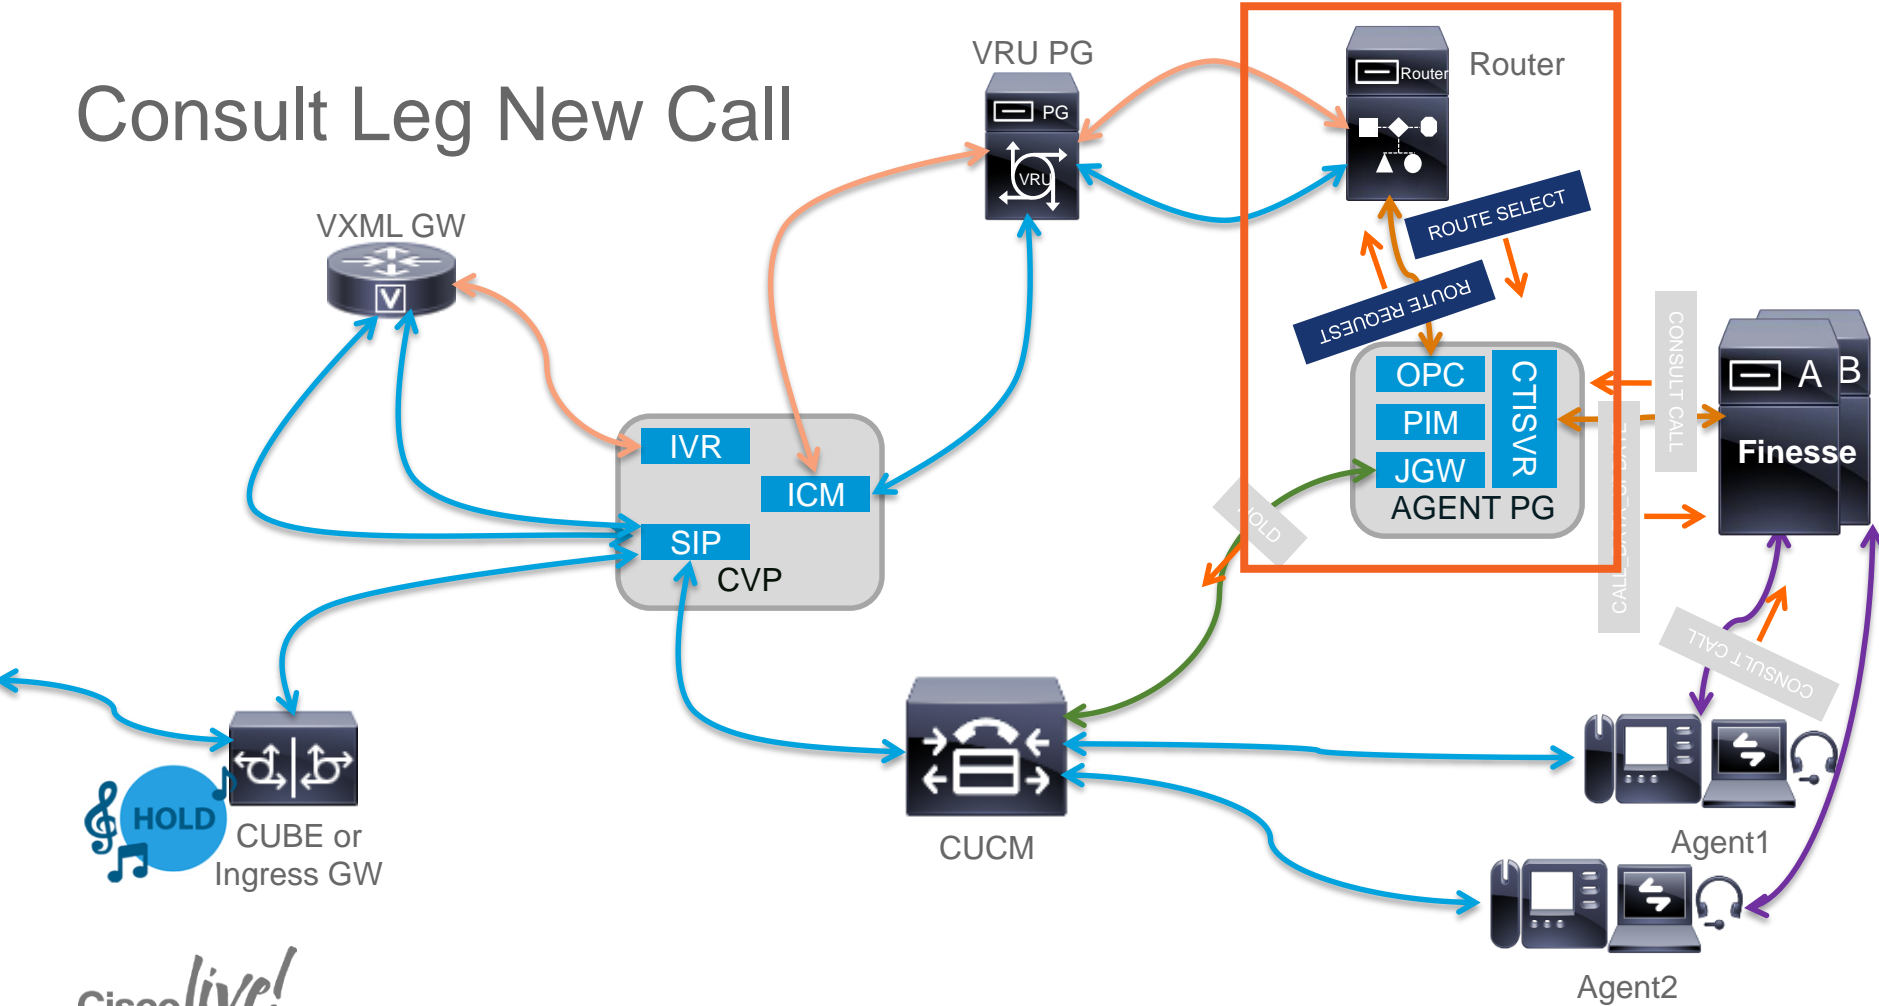 Consult Leg New Call
VRU PG
PG
VRU
Router
Router
ROUTE SELECT
ROUTE REQUEST
VXML GW
V
IVR
ICM
SIP
CVP
OPC
PIM
JGW
CTISVR
AGENT PG
CONSULT CALL
A
B
Finesse
HOLD
CONSULT CALL
HOLD
CUBE or
Ingress GW
CUCM
Agent1
Agent2
Cisco live!